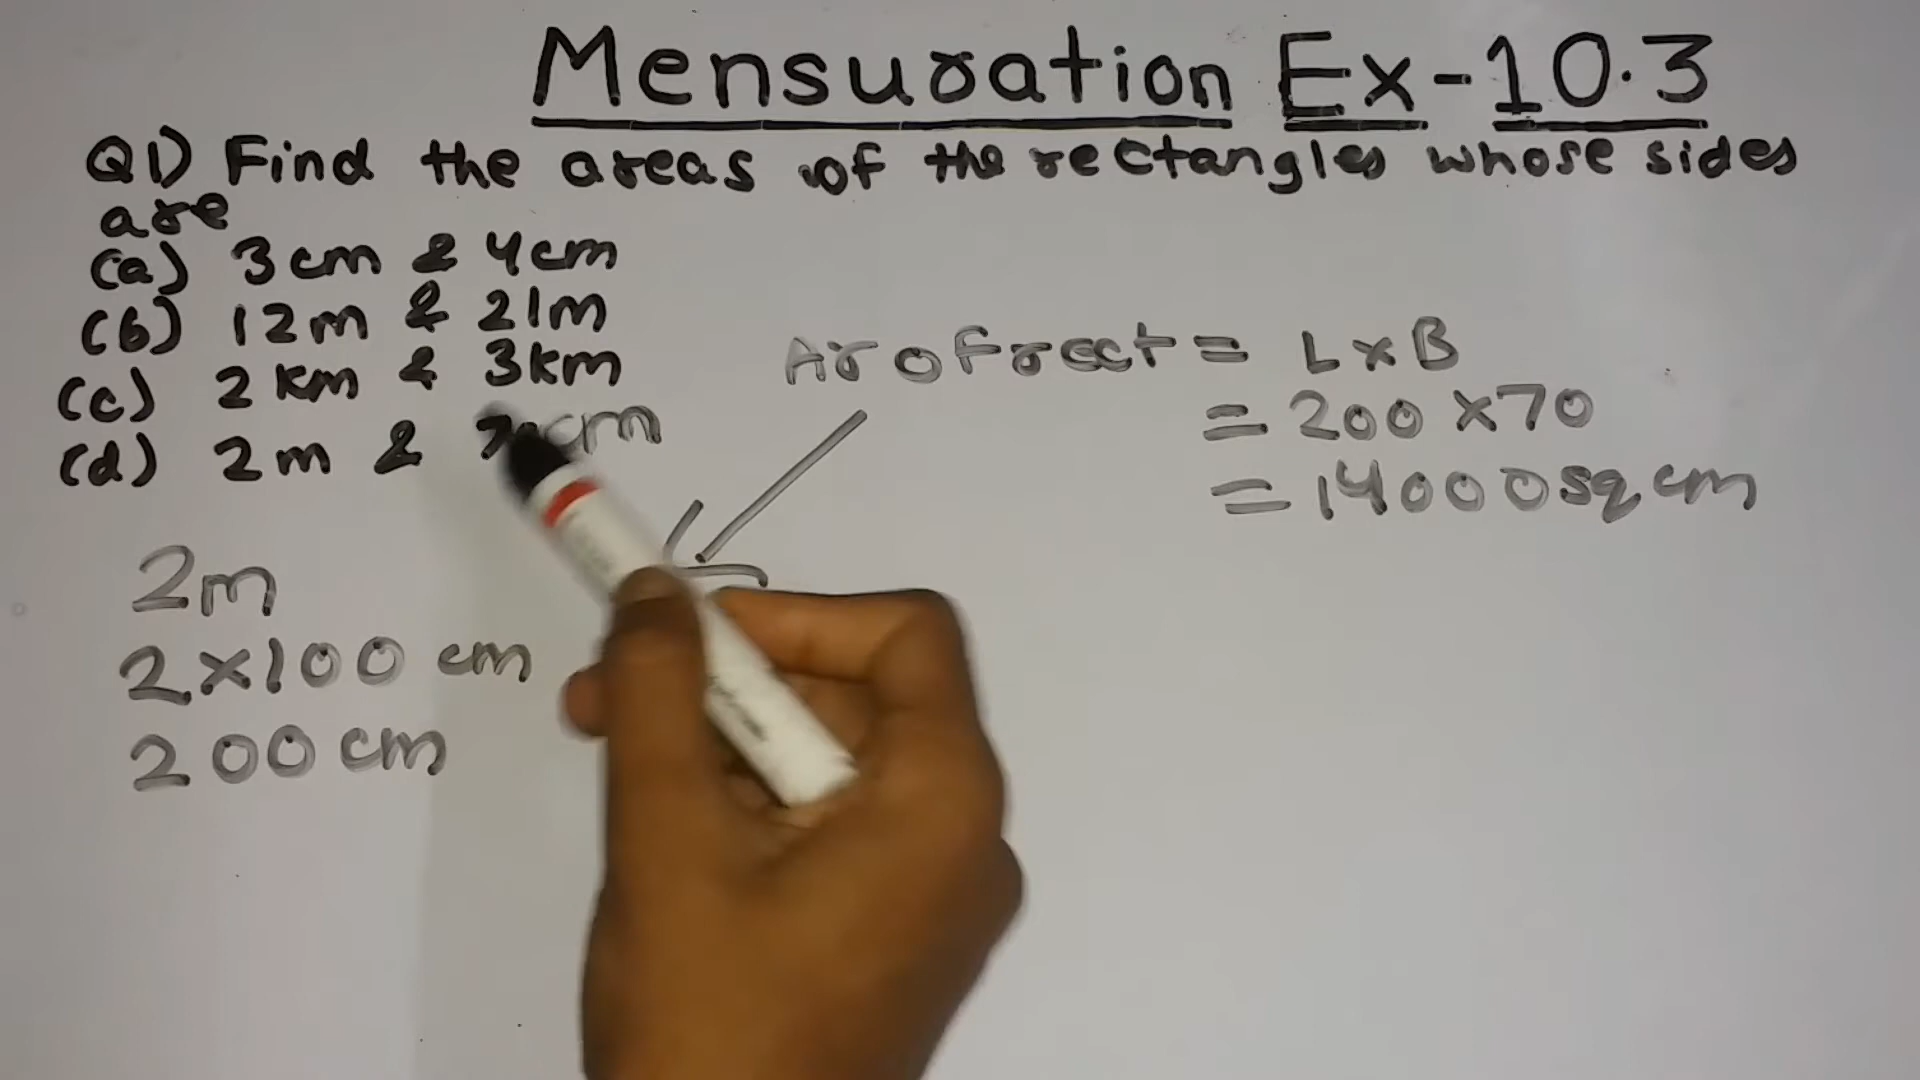 Mensuration Ex-10.3
Q1) Find the areas of the rectangles whose sides
are
(a) 3cm & 4cm
(b) 12m & 21m
(c) 2km & 3km
(d) 2m & cm
Ar of rect = L×B
= 200×70
= 14000 sq cm
2m
2×100 cm
200 cm